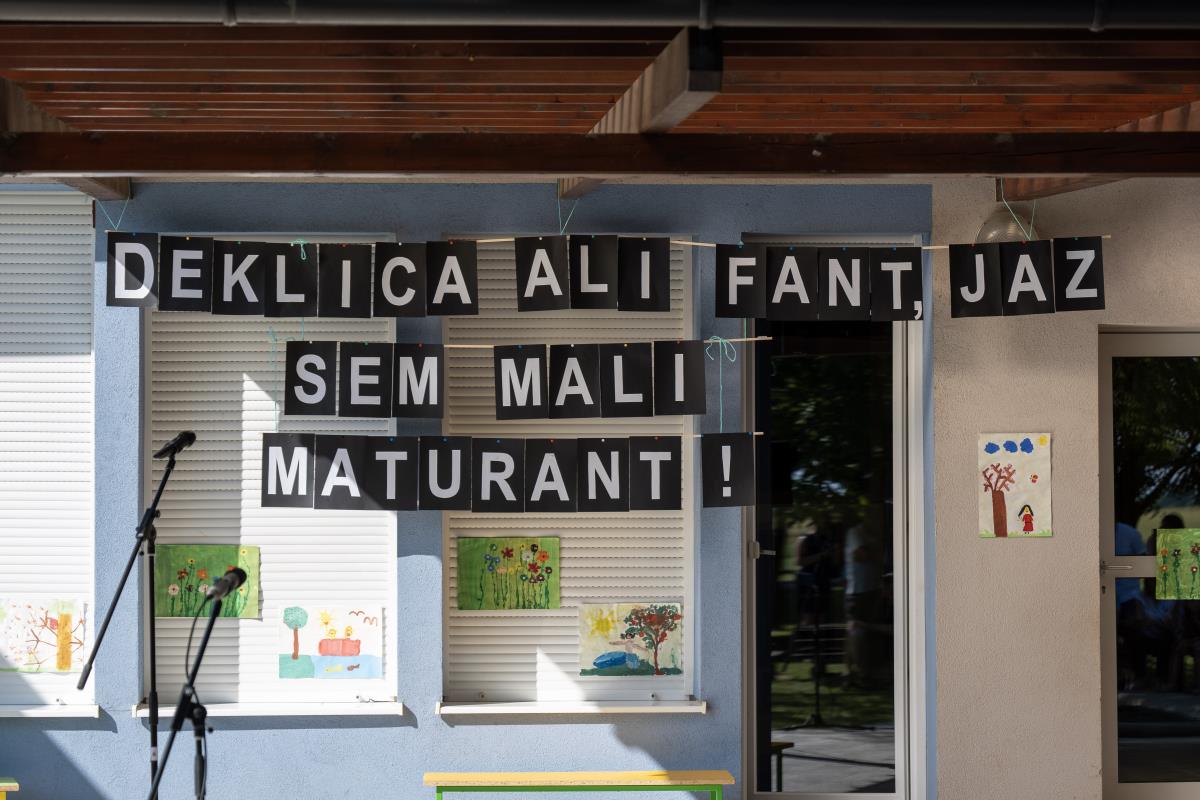 DEKLICA ALI FANT, JAZ
SEM MALI
MATURANT !